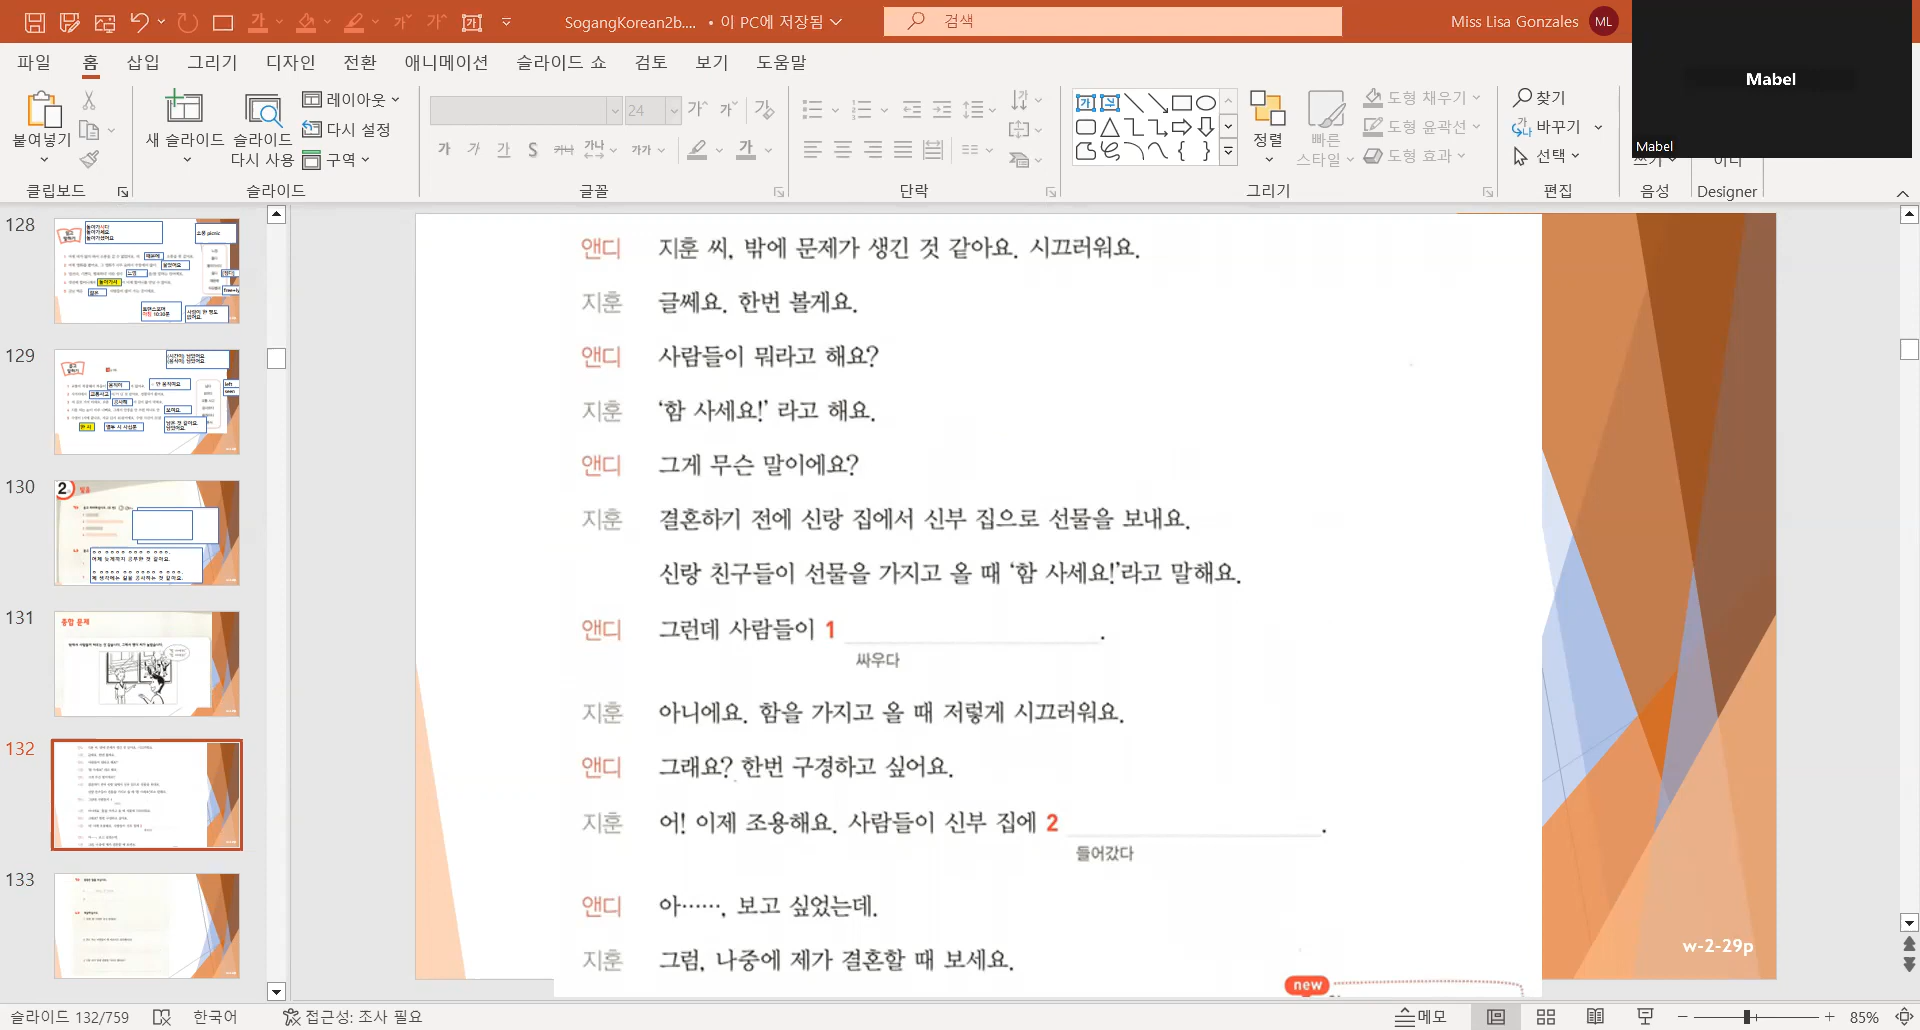 SogangKorean2b.... • 이 PC에 저장됨
검색
Miss Lisa Gonzales ML
파일 홈 삽입 그리기 디자인 전환 애니메이션 슬라이드 쇼 검토 보기 도움말
Mabel
Mabel
붙여넣기
새 슬라이드
슬라이드 다시 사용
레이아웃
다시 설정
구역
24
정렬
빠른 스타일
도형 채우기
도형 윤곽선
도형 효과
찾기
바꾸기
선택
클립보드 슬라이드 글꼴 단락 그리기 편집 음성 Designer
128
129
130
131
종합 문제
132
133
앤디 지훈 씨, 밖에 문제가 생긴 것 같아요. 시끄러워요.
지훈 글쎄요. 한번 볼게요.
앤디 사람들이 뭐라고 해요?
지훈 ‘함 사세요!’ 라고 해요.
앤디 그게 무슨 말이에요?
지훈 결혼하기 전에 신랑 집에서 신부 집으로 선물을 보내요.
신랑 친구들이 선물을 가지고 올 때 ‘함 사세요!’라고 말해요.
앤디 그런데 사람들이 1 ____________.
싸우다
지훈 아니에요. 함을 가지고 올 때 저렇게 시끄러워요.
앤디 그래요? 한번 구경하고 싶어요.
지훈 어! 이제 조용해요. 사람들이 신부 집에 2 ____________.
들어갔다
앤디 아……, 보고 싶었는데.
지훈 그럼, 나중에 제가 결혼할 때 보세요.
new
w-2-29p
슬라이드 132/759 한국어 접근성: 조사 필요 메모 85%